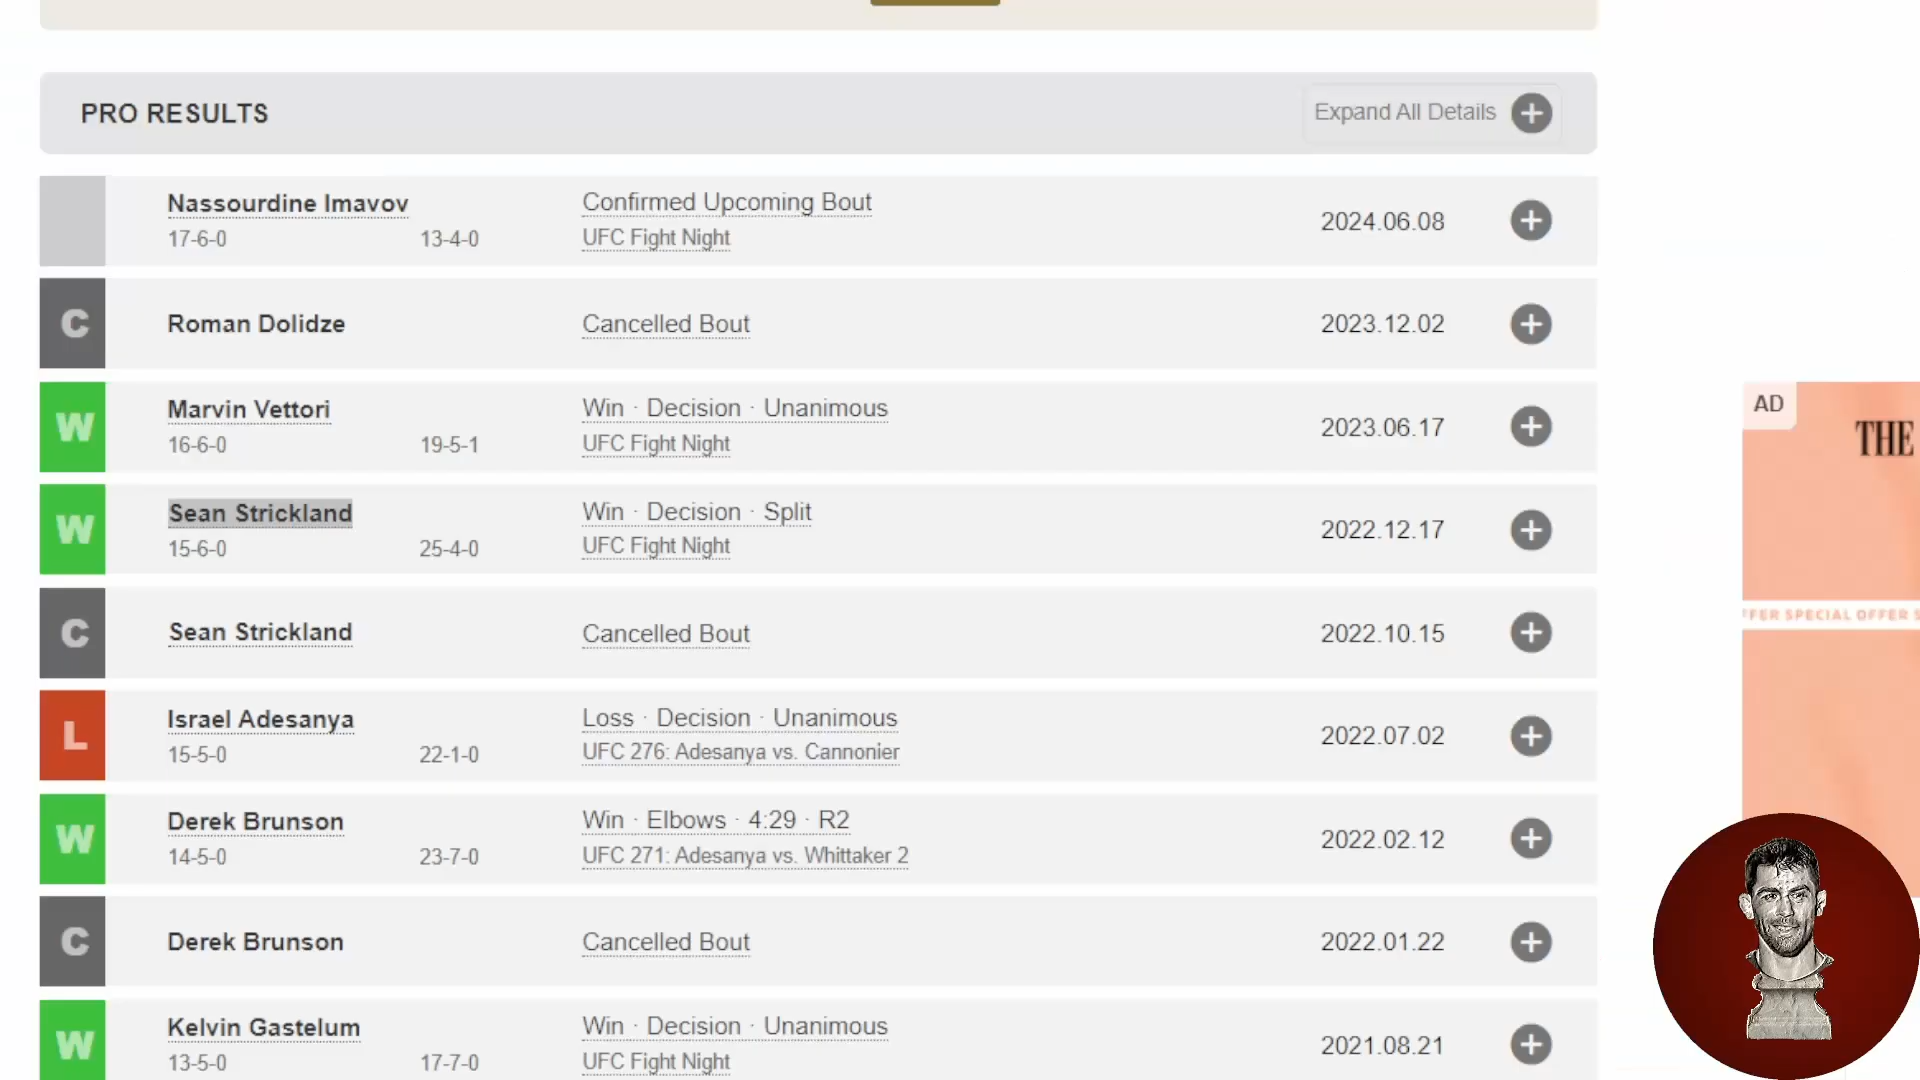 PRO RESULTS
Expand All Details
Nassourdine Imavov
Confirmed Upcoming Bout
17-6-0
13-4-0
UFC Fight Night
2024.06.08
C
Roman Dolidze
Cancelled Bout
2023.12.02
W
Marvin Vettori
Win · Decision · Unanimous
16-6-0
19-5-1
UFC Fight Night
2023.06.17
W
Sean Strickland
Win · Decision · Split
15-6-0
25-4-0
UFC Fight Night
2022.12.17
C
Sean Strickland
Cancelled Bout
2022.10.15
L
Israel Adesanya
Loss · Decision · Unanimous
15-5-0
22-1-0
UFC 276: Adesanya vs. Cannonier
2022.07.02
W
Derek Brunson
Win · Elbows · 4:29 · R2
14-5-0
23-7-0
UFC 271: Adesanya vs. Whittaker 2
2022.02.12
C
Derek Brunson
Cancelled Bout
2022.01.22
W
Kelvin Gastelum
Win · Decision · Unanimous
13-5-0
17-7-0
UFC Fight Night
2021.08.21
AD
THE
SPECIAL OFFER